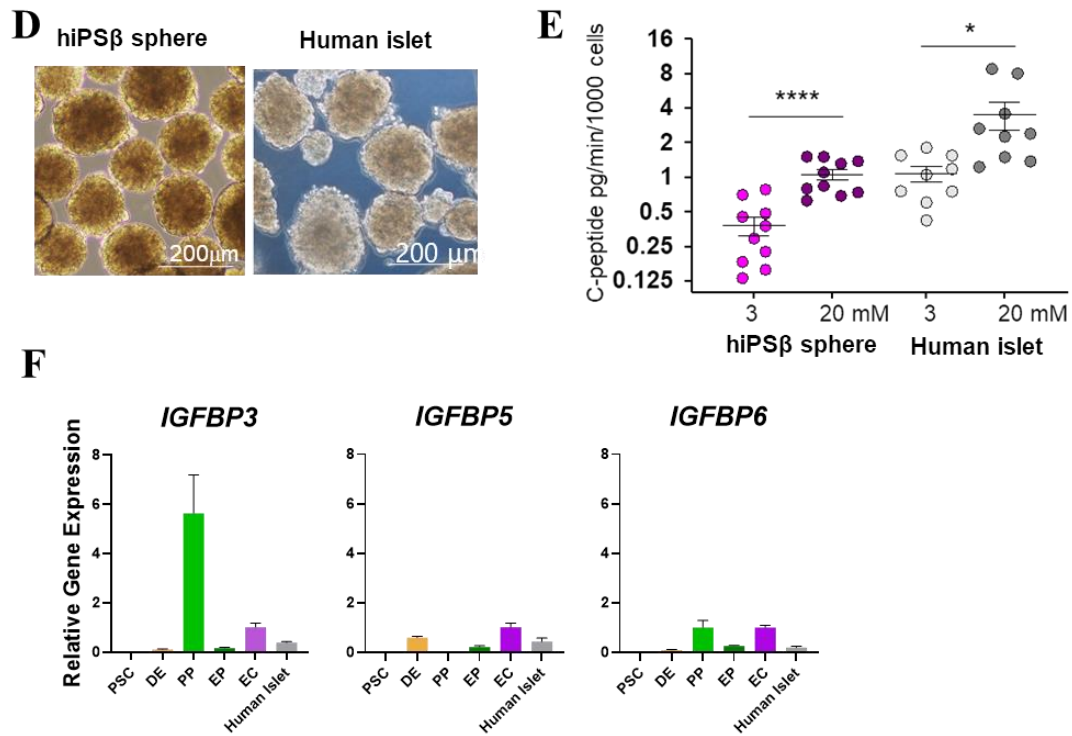 D
hiPSβ sphere
Human islet
200μm
200 μm
E
C-peptide pg/min/1000 cells
16
8
4
2
1
0.5
0.25
0.125
****
*
3
20 mM
3
20 mM
hiPSβ sphere
Human islet
F
Relative Gene Expression
IGFBP3
8
6
4
2
0
PSC
DE
PP
EP
EC
Human Islet
IGFBP5
8
6
4
2
0
PSC
DE
PP
EP
EC
Human Islet
IGFBP6
8
6
4
2
0
PSC
DE
PP
EP
EC
Human Islet